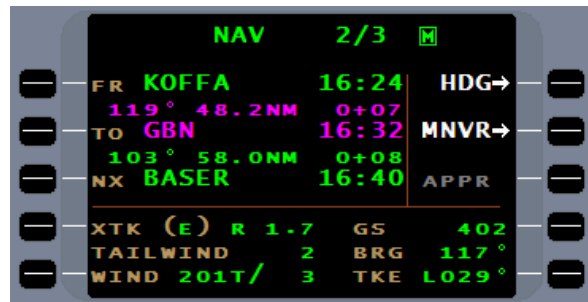 NAV 2/3 M
FR KOFFA 16:24 HDG→
119° 48.2NM 0+07
TO GBN 16:32 MNVR→
103° 58.0NM 0+08
NX BASER 16:40 APPR
XTK (E) R 1.7 GS 402
TAILWIND 2 BRG 117°
WIND 201T/ 3 TKE L029°